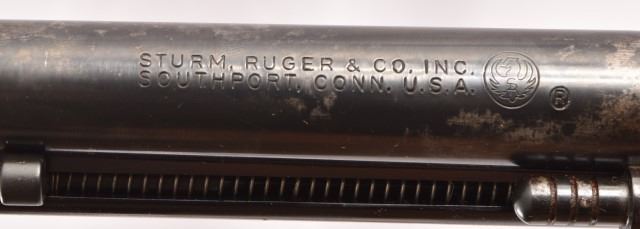 STURM, RUGER & CO. INC.
SOUTHPORT, CONN. U.S.A. ®